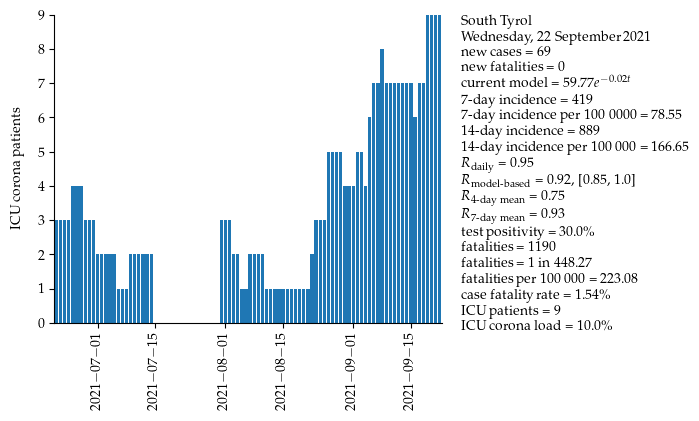 9
8
7
6
5
4
3
2
1
0
ICU corona patients
2021−07−01
2021−07−15
2021−08−01
2021−08−15
2021−09−01
2021−09−15
South Tyrol
Wednesday, 22 September 2021
new cases = 69
new fatalities = 0
current model = 59.77e^{−0.02t}
7-day incidence = 419
7-day incidence per 100 0000 = 78.55
14-day incidence = 889
14-day incidence per 100 000 = 166.65
R_daily = 0.95
R_model-based = 0.92, [0.85, 1.0]
R_4-day mean = 0.75
R_7-day mean = 0.93
test positivity = 30.0%
fatalities = 1190
fatalities = 1 in 448.27
fatalities per 100 000 = 223.08
case fatality rate = 1.54%
ICU patients = 9
ICU corona load = 10.0%